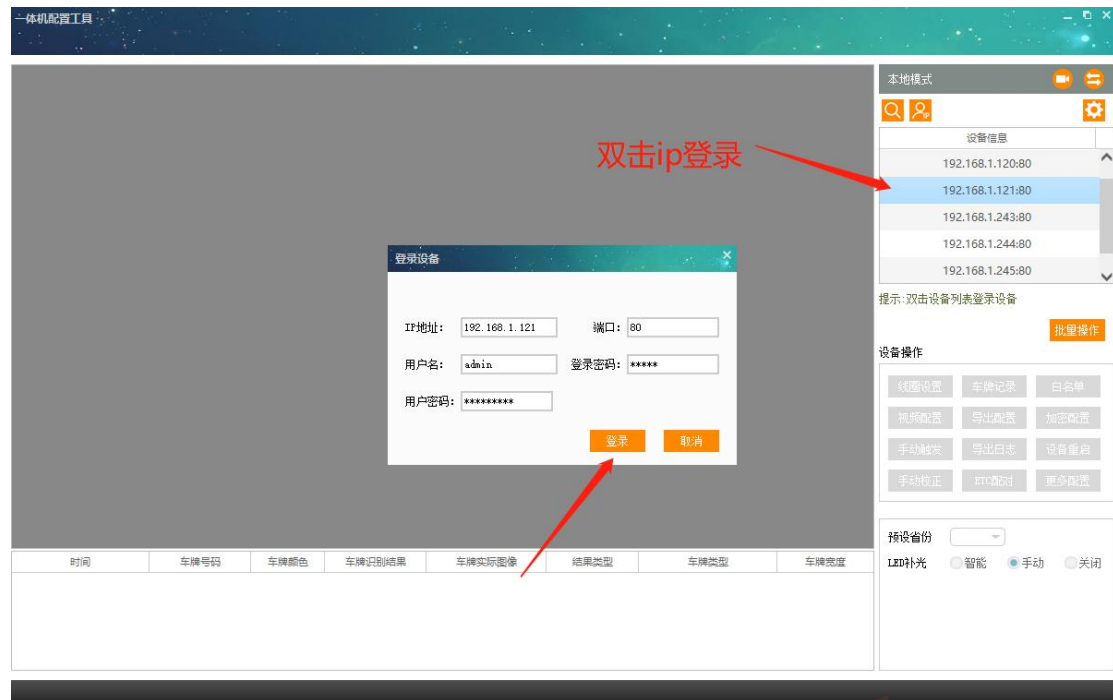 一体机配置工具
本地模式
设备信息
192.168.1.120:80
192.168.1.121:80
192.168.1.243:80
192.168.1.244:80
192.168.1.245:80
双击ip登录
提示:双击设备列表登录设备
批量操作
设备操作
线圈设置 车牌记录 白名单
视频配置 导出配置 加密配置
手动触发 导出日志 设备重启
手动校正 ETC配对 更多配置
登录设备
IP地址: 192.168.1.121 端口: 80
用户名: admin 登录密码: *****
用户密码: *********
登录 取消
预设省份
LED补光 智能 手动 关闭
时间 车牌号码 车牌颜色 车牌识别结果 车牌实际图像 结果类型 车牌类型 车牌宽度